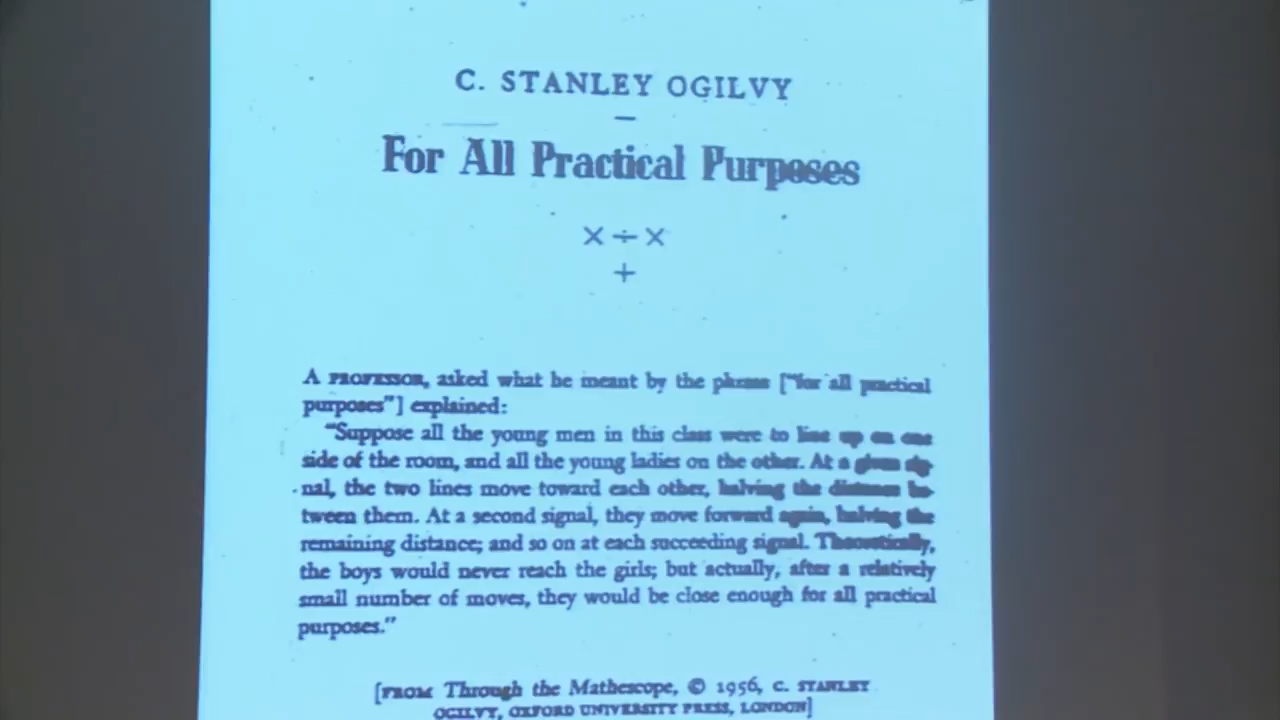 C. STANLEY OGILVY
—
For All Practical Purposes
× ÷ ×
+
A PROFESSOR, asked what he meant by the phrase ["for all practical
purposes"] explained:
"Suppose all the young men in this class were to line up on one
side of the room, and all the young ladies on the other. At a given sig-
nal, the two lines move toward each other, halving the distance be-
tween them. At a second signal, they move forward again, halving the
remaining distance; and so on at each succeeding signal. Theoretically,
the boys would never reach the girls; but actually, after a relatively
small number of moves, they would be close enough for all practical
purposes."
[FROM Through the Mathescope, © 1956, C. STANLEY
OGILVY, OXFORD UNIVERSITY PRESS, LONDON]